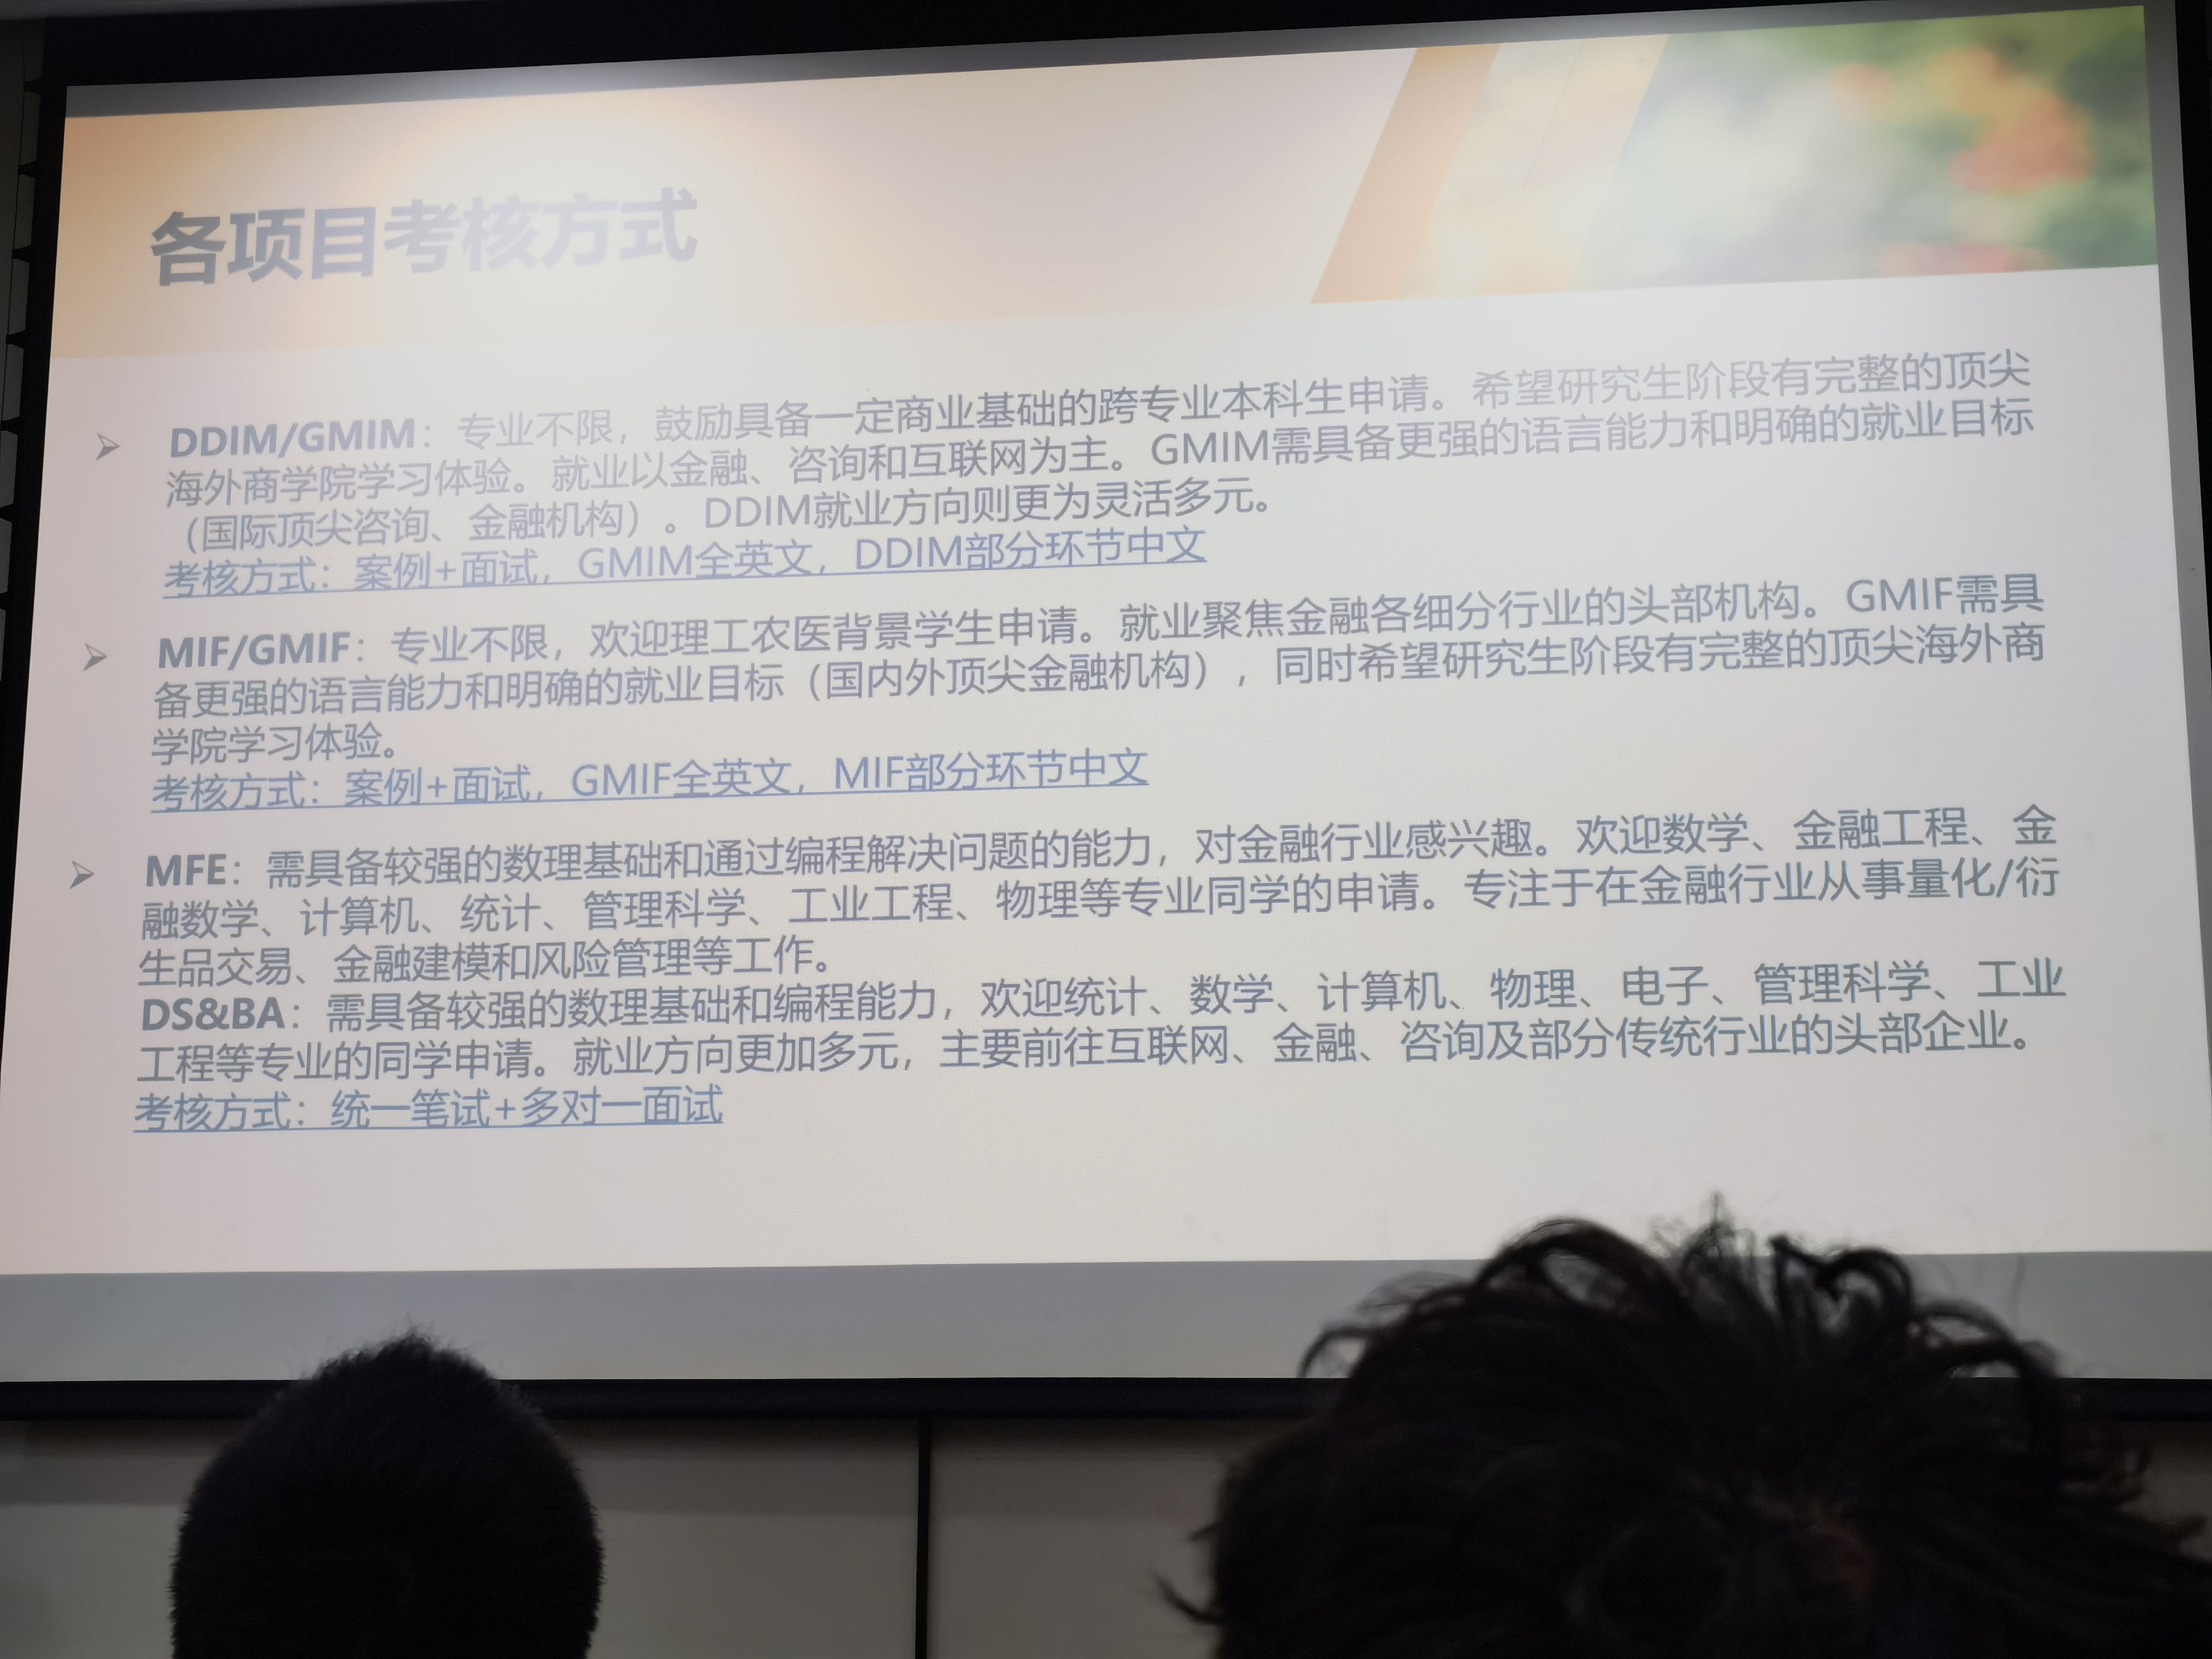 各项目考核方式
DDIM/GMIM：专业不限，鼓励具备一定商业基础的跨专业本科生申请。希望研究生阶段有完整的顶尖
海外商学院学习体验。就业以金融、咨询和互联网为主。GMIM需具备更强的语言能力和明确的就业目标
（国际顶尖咨询、金融机构）。DDIM就业方向则更为灵活多元。
考核方式：案例+面试，GMIM全英文，DDIM部分环节中文
MIF/GMIF：专业不限，欢迎理工农医背景学生申请。就业聚焦金融各细分行业的头部机构。GMIF需具
备更强的语言能力和明确的就业目标（国内外顶尖金融机构），同时希望研究生阶段有完整的顶尖海外商
学院学习体验。
考核方式：案例+面试，GMIF全英文，MIF部分环节中文
MFE：需具备较强的数理基础和通过编程解决问题的能力，对金融行业感兴趣。欢迎数学、金融工程、金
融数学、计算机、统计、管理科学、工业工程、物理等专业同学的申请。专注于在金融行业从事量化/衍
生品交易、金融建模和风险管理等工作。
DS&BA：需具备较强的数理基础和编程能力，欢迎统计、数学、计算机、物理、电子、管理科学、工业
工程等专业的同学申请。就业方向更加多元，主要前往互联网、金融、咨询及部分传统行业的头部企业。
考核方式：统一笔试+多对一面试